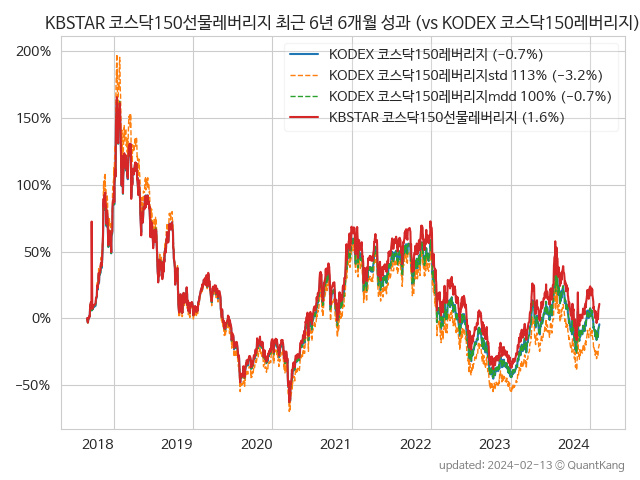 KBSTAR 코스닥150선물레버리지 최근 6년 6개월 성과 (vs KODEX 코스닥150레버리지)
200%
150%
100%
50%
0%
−50%
KODEX 코스닥150레버리지 (−0.7%)
KODEX 코스닥150레버리지std 113% (−3.2%)
KODEX 코스닥150레버리지mdd 100% (−0.7%)
KBSTAR 코스닥150선물레버리지 (1.6%)
2018 2019 2020 2021 2022 2023 2024
updated: 2024-02-13 ⓒ QuantKang